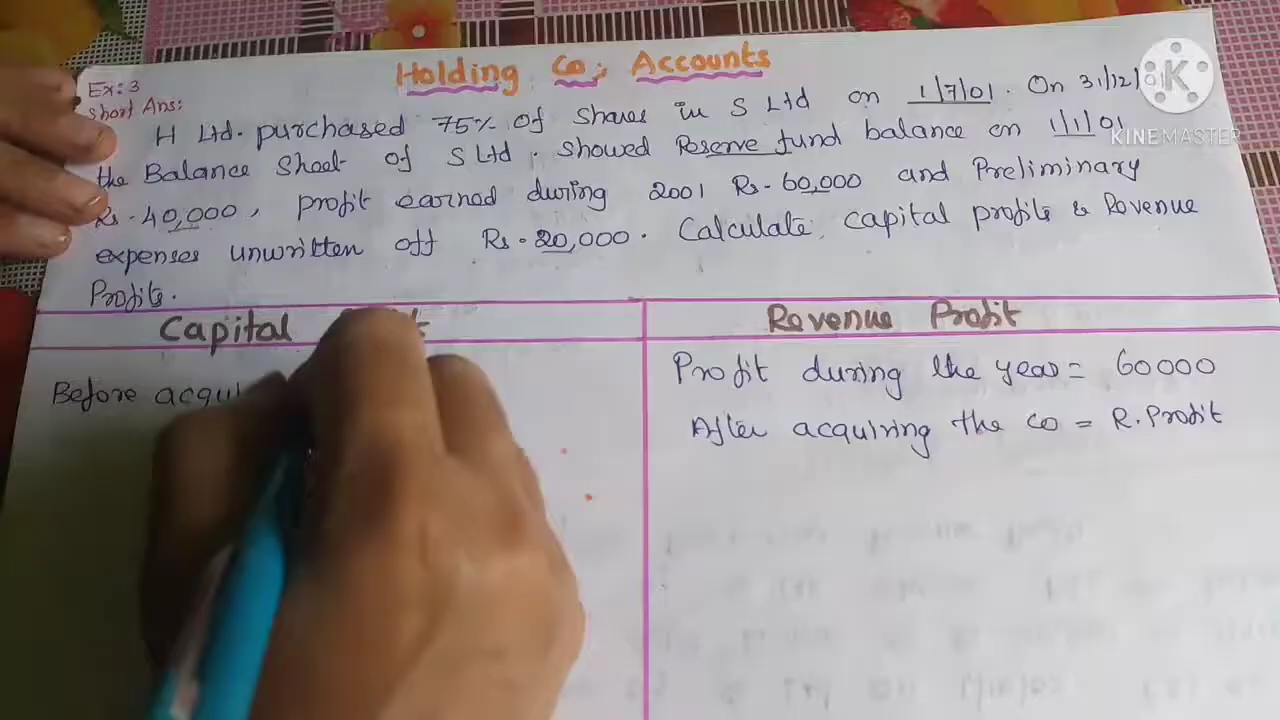 Holding Co; Accounts
Ex: 3
Short Ans:
H Ltd. purchased 75% of shares in S Ltd on 1/7/01. On 31/12/01
the Balance Sheet of S Ltd. showed Reserve fund balance on 1/1/01
Rs. 40,000, profit earned during 2001 Rs. 60,000 and Preliminary
expenses unwritten off Rs. 20,000. Calculate capital profits & Revenue
Profits.
Capital
Revenue Profit
Before
Profit during the year = 60000
After acquiring the co = R. Profit
K
KINEMASTER